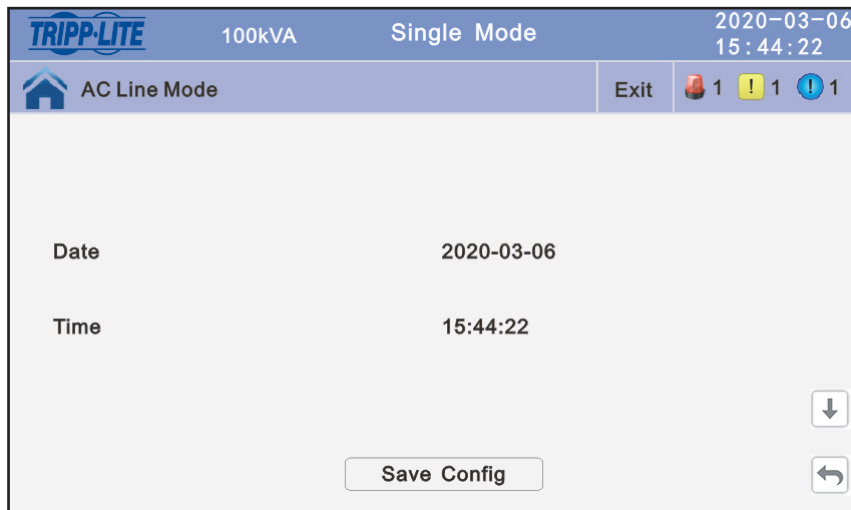 TRIPP·LITE 100kVA Single Mode 2020-03-06
15:44:22
AC Line Mode Exit 1 ! 1 ! 1
Date 2020-03-06
Time 15:44:22
Save Config